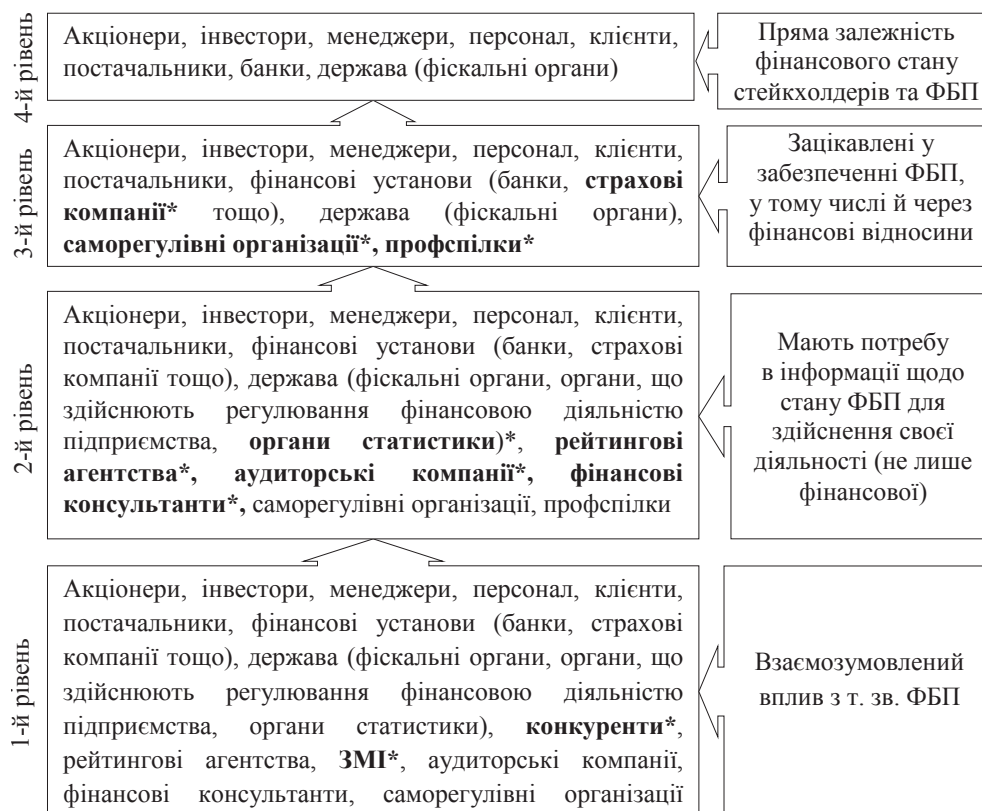 4-й рівень
Акціонери, інвестори, менеджери, персонал, клієнти,
постачальники, банки, держава (фіскальні органи)
Пряма залежність
фінансового стану
стейкхолдерів та ФБП
3-й рівень
Акціонери, інвестори, менеджери, персонал, клієнти,
постачальники, фінансові установи (банки, страхові
компанії* тощо), держава (фіскальні органи),
саморегулівні організації*, профспілки*
Зацікавлені у
забезпеченні ФБП,
у тому числі й через
фінансові відносини
2-й рівень
Акціонери, інвестори, менеджери, персонал, клієнти,
постачальники, фінансові установи (банки, страхові
компанії тощо), держава (фіскальні органи, органи, що
здійснюють регулювання фінансовою діяльністю
підприємства, органи статистики)*, рейтингові
агентства*, аудиторські компанії*, фінансові
консультанти*, саморегулівні організації, профспілки
Мають потребу
в інформації щодо
стану ФБП для
здійснення своєї
діяльності (не лише
фінансової)
1-й рівень
Акціонери, інвестори, менеджери, персонал, клієнти,
постачальники, фінансові установи (банки, страхові
компанії тощо), держава (фіскальні органи, органи, що
здійснюють регулювання фінансовою діяльністю
підприємства, органи статистики), конкуренти*,
рейтингові агентства, ЗМІ*, аудиторські компанії,
фінансові консультанти, саморегулівні організації
Взаємозумовлений
вплив з т. зв. ФБП